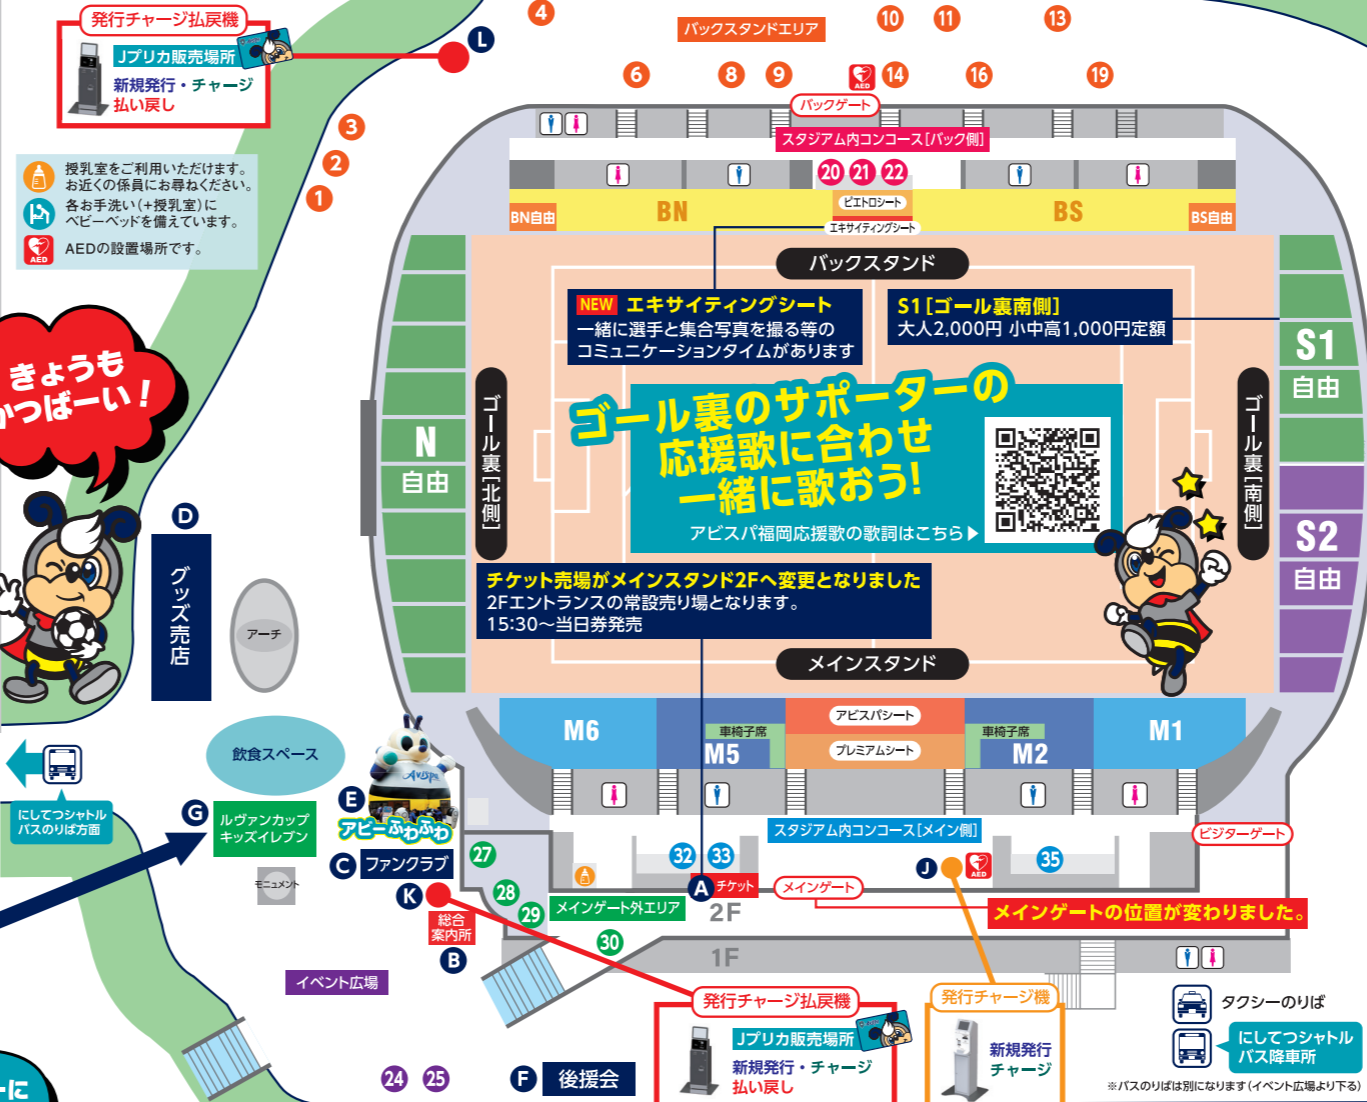 発行チャージ払戻機
Jプリカ販売場所
新規発行・チャージ
払い戻し
L
4
バックスタンドエリア
10
11
13
6
8
9
AED
14
16
19
バックゲート
スタジアム内コンコース[バック側]
3
2
1
授乳室をご利用いただけます。
お近くの係員にお尋ねください。
各お手洗い(+授乳室)に
ベビーベッドを備えています。
AED
AEDの設置場所です。
20
21
22
BN自由
BN
ピエトロシート
エキサイティングシート
BS
BS自由
バックスタンド
NEW エキサイティングシート
一緒に選手と集合写真を撮る等の
コミュニケーションタイムがあります
S1[ゴール裏南側]
大人2,000円 小中高1,000円定額
きょうも
かつばーい!
N
自由
ゴール裏[北側]
ゴール裏のサポーターの
応援歌に合わせ
一緒に歌おう!
アビスパ福岡応援歌の歌詞はこちら▶
ゴール裏[南側]
S1
自由
S2
自由
D
グッズ売店
アーチ
チケット売場がメインスタンド2Fへ変更となりました
2Fエントランスの常設売り場となります。
15:30~当日券発売
メインスタンド
M6
車椅子席
M5
アビスパシート
プレミアムシート
車椅子席
M2
M1
飲食スペース
Avispa
にしてつシャトル
バスのりば方面
G
ルヴァンカップ
キッズイレブン
E
アビーふわふわ
スタジアム内コンコース[メイン側]
ビジターゲート
C
ファンクラブ
27
32
33
J
AED
35
モニュメント
K
28
A
チケット
メインゲート
総合
案内所
29
メインゲート外エリア
2F
メインゲートの位置が変わりました。
B
30
1F
イベント広場
発行チャージ払戻機
Jプリカ販売場所
新規発行・チャージ
払い戻し
発行チャージ機
新規発行
チャージ
タクシーのりば
にしてつシャトル
バス降車所
※バスのりばは別になります(イベント広場より下る)
24
25
F
後援会
ーに